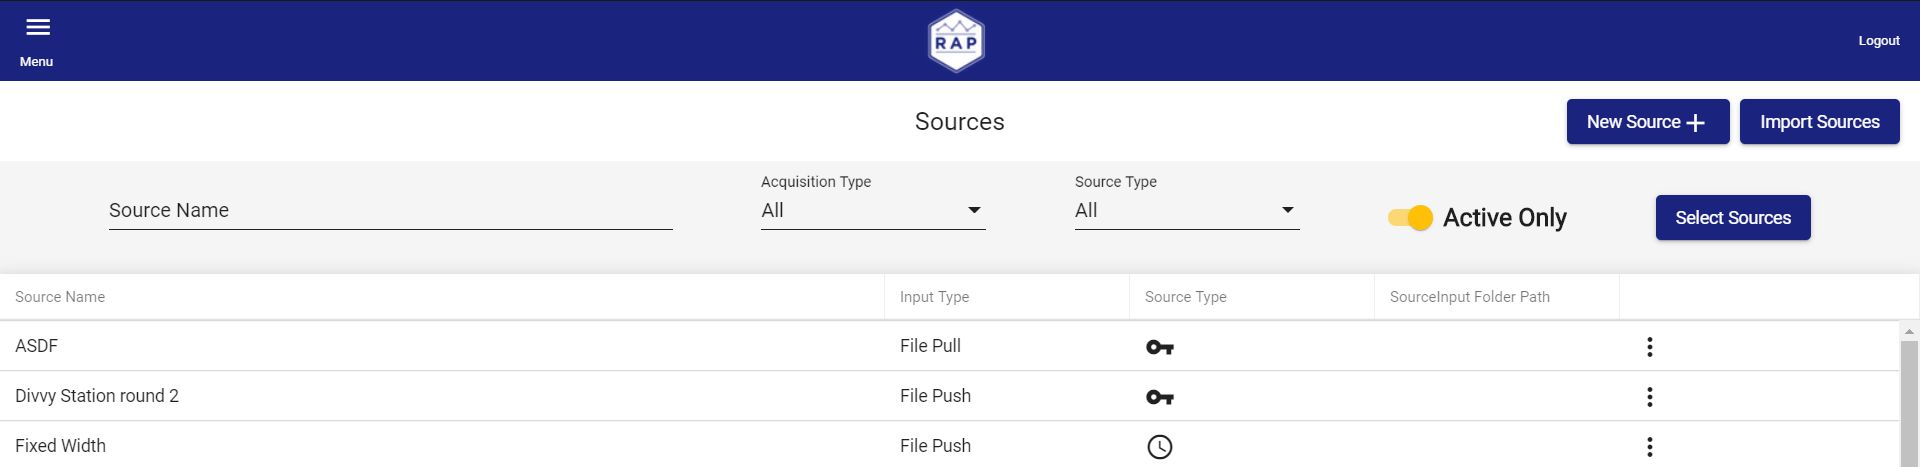 Menu
RAP
Logout
Sources
New Source
Import Sources
Source Name
Acquisition Type
All
Source Type
All
Active Only
Select Sources
Source Name Input Type Source Type SourceInput Folder Path
ASDF File Pull
Divvy Station round 2 File Push
Fixed Width File Push